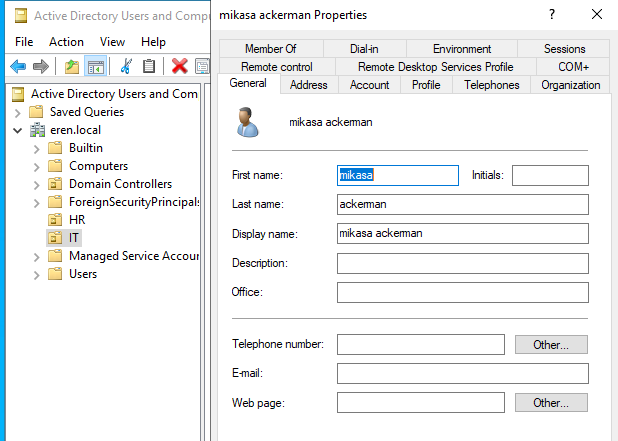 Active Directory Users and Compu
File Action View Help
Active Directory Users and Com
Saved Queries
eren.local
Builtin
Computers
Domain Controllers
ForeignSecurityPrincipals
HR
IT
Managed Service Accour
Users
mikasa ackerman Properties
?
Member Of Dial-in Environment Sessions
Remote control Remote Desktop Services Profile COM+
General Address Account Profile Telephones Organization
mikasa ackerman
First name: mikasa Initials:
Last name: ackerman
Display name: mikasa ackerman
Description:
Office:
Telephone number: Other...
E-mail:
Web page: Other...